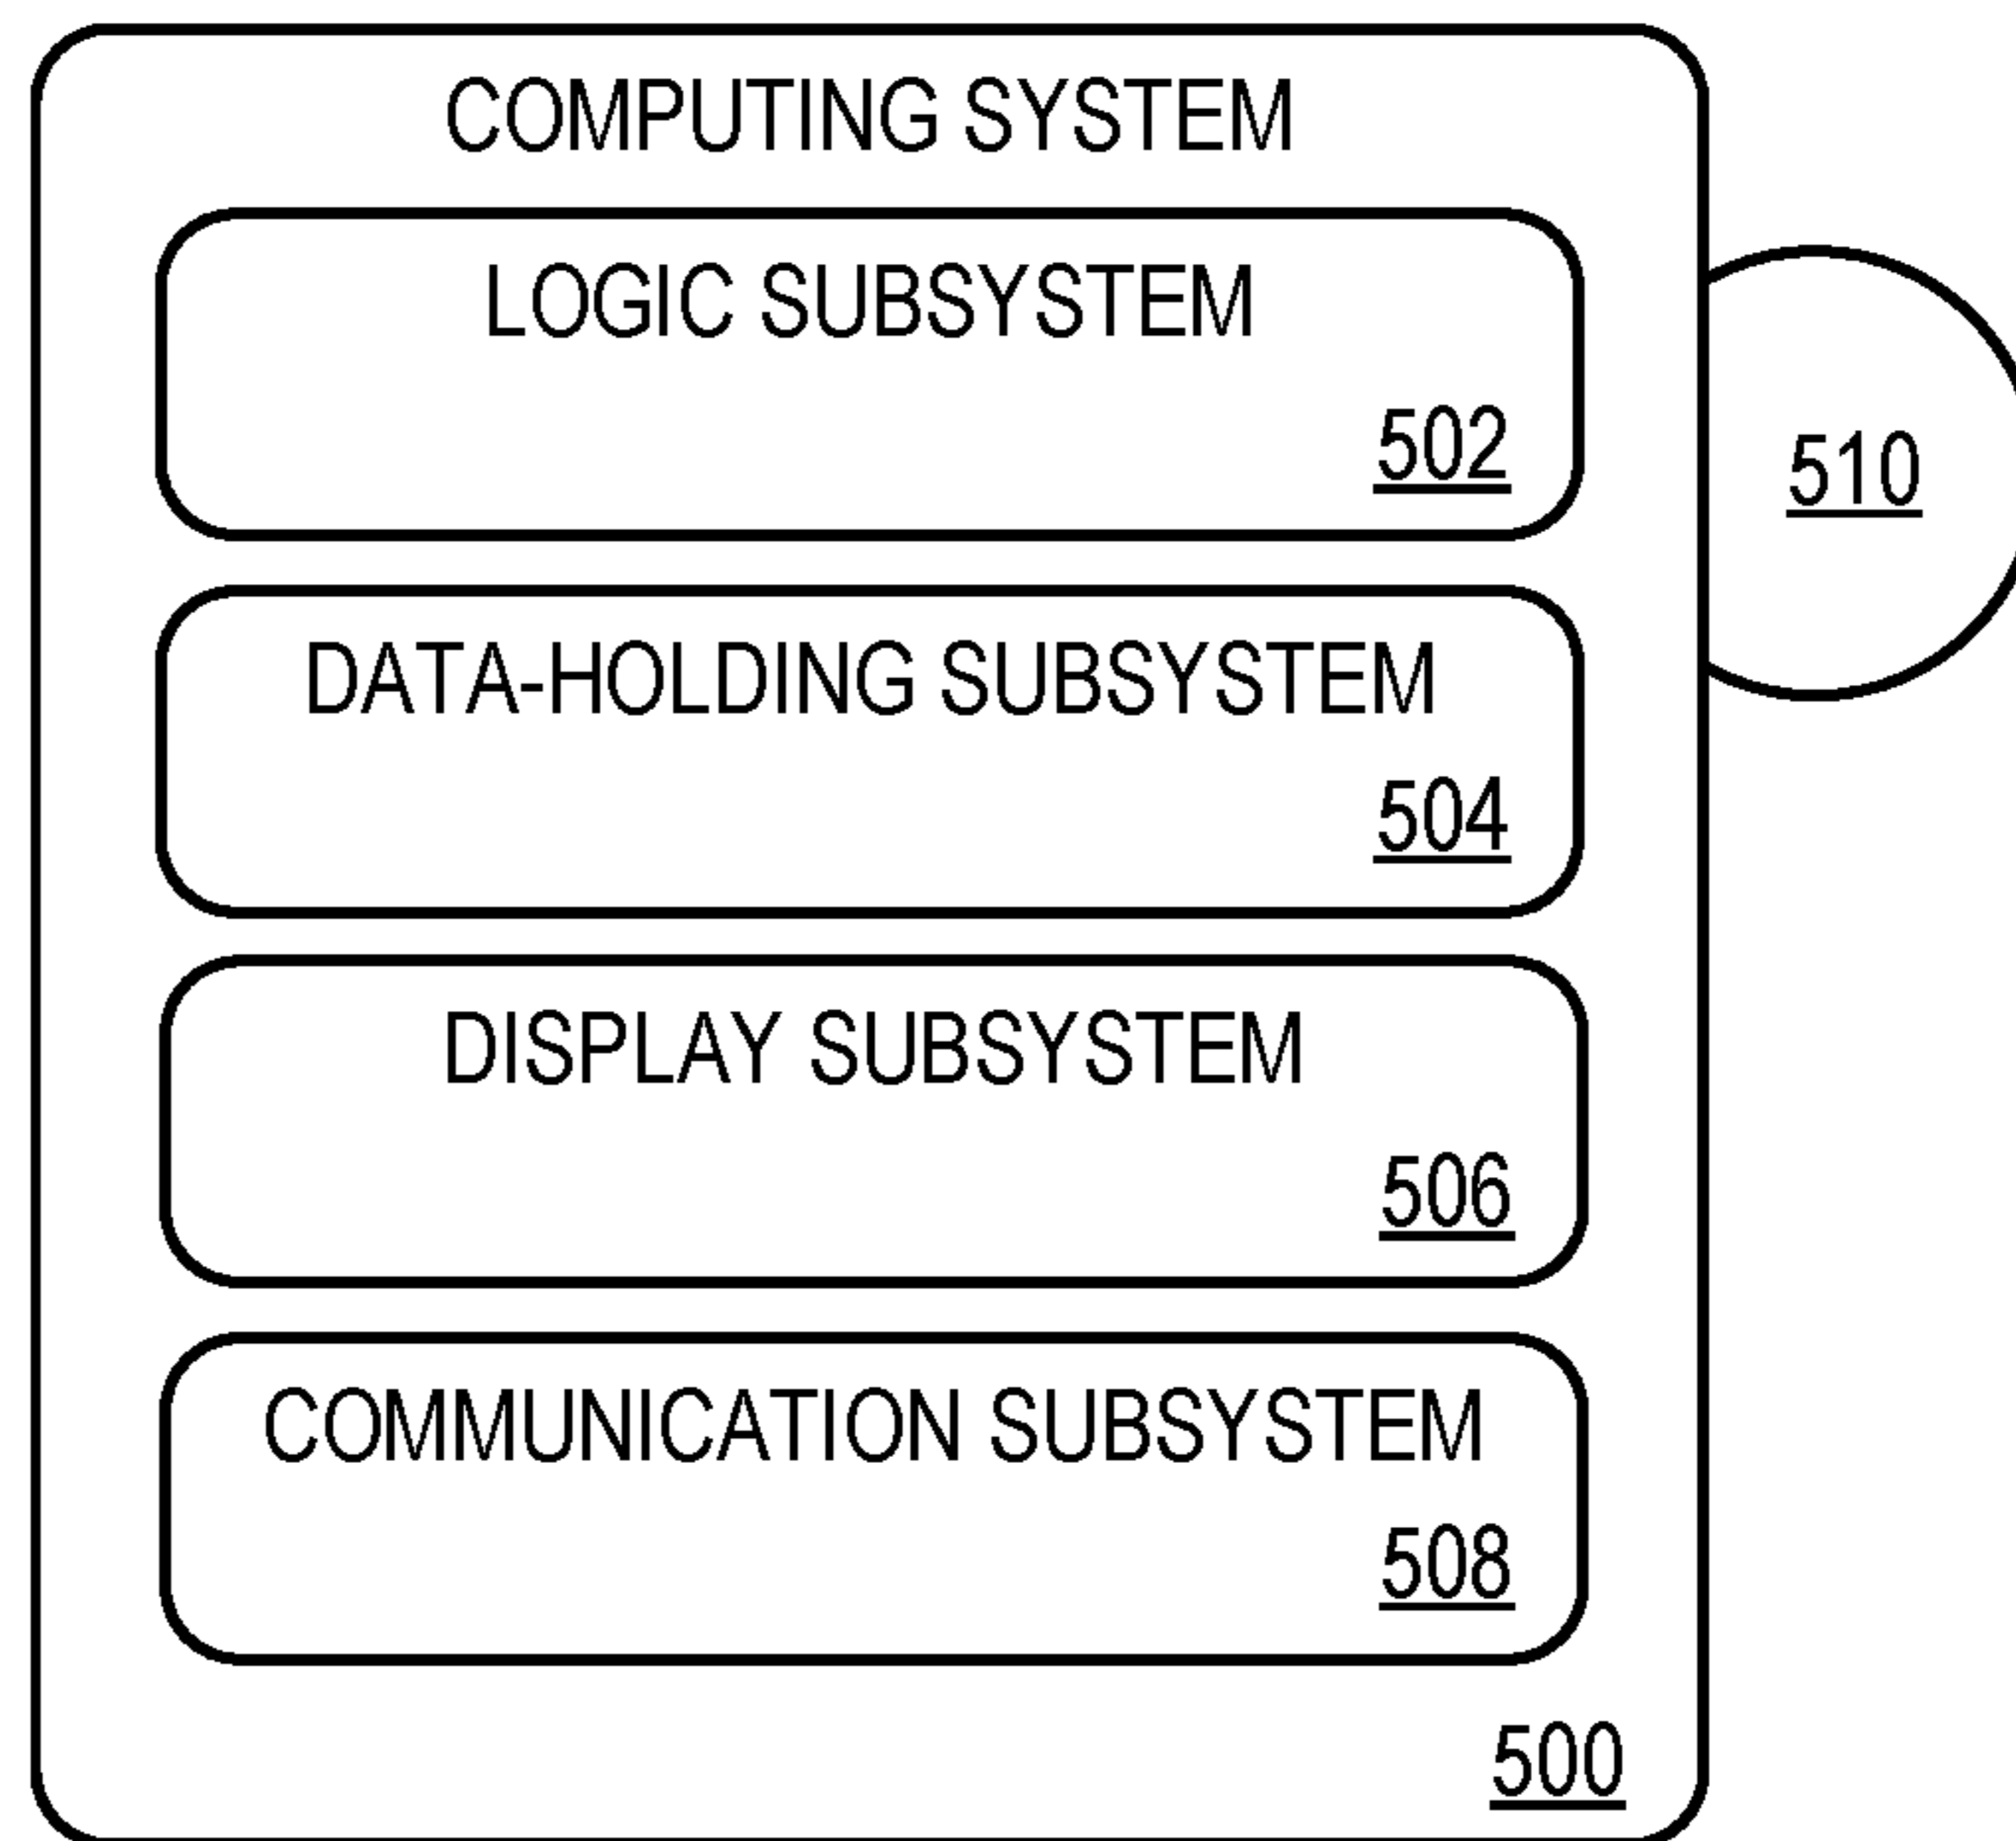 COMPUTING SYSTEM
LOGIC SUBSYSTEM
502
510
DATA-HOLDING SUBSYSTEM
504
DISPLAY SUBSYSTEM
506
COMMUNICATION SUBSYSTEM
508
500